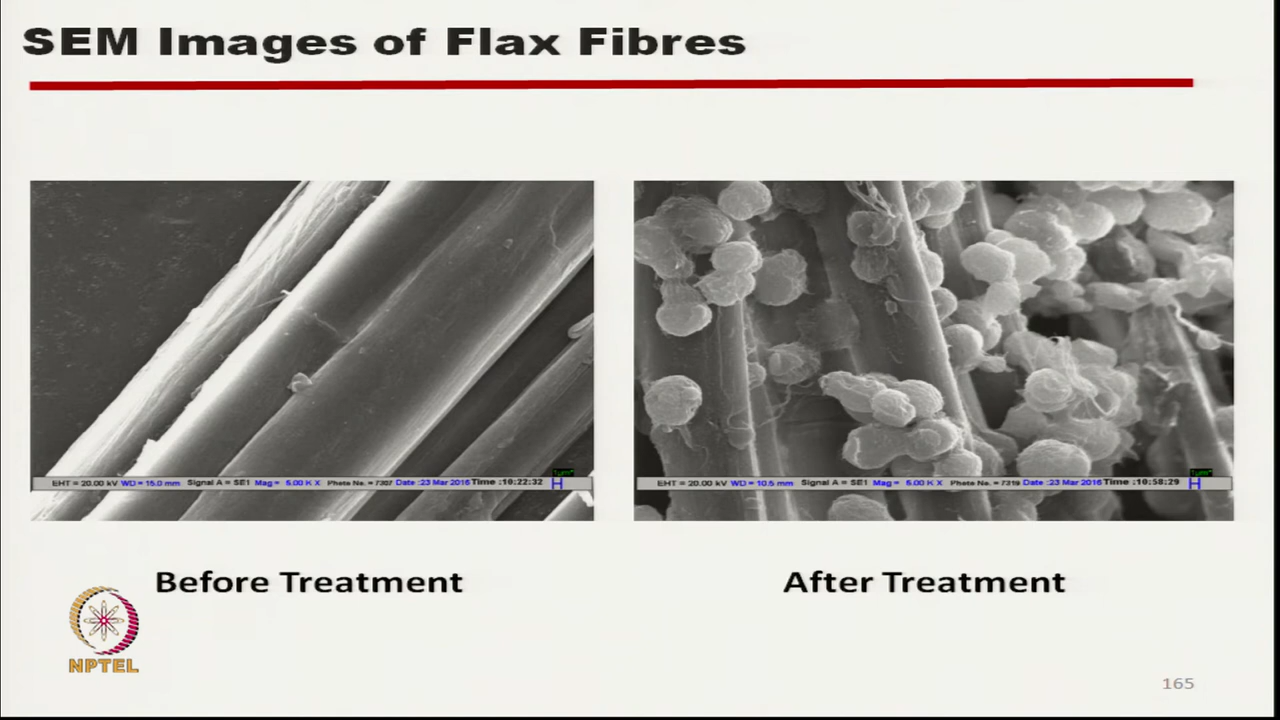 SEM Images of Flax Fibres
1µm*
EHT = 20.00 kV WD = 15.0 mm Signal A = SE1 Mag = 5.00 K X Photo No. = 7307 Date :23 Mar 2016 Time :10:22:32
1µm*
EHT = 20.00 kV WD = 10.5 mm Signal A = SE1 Mag = 5.00 K X Photo No. = 7319 Date :23 Mar 2016 Time :10:58:29
Before Treatment
After Treatment
NPTEL
165